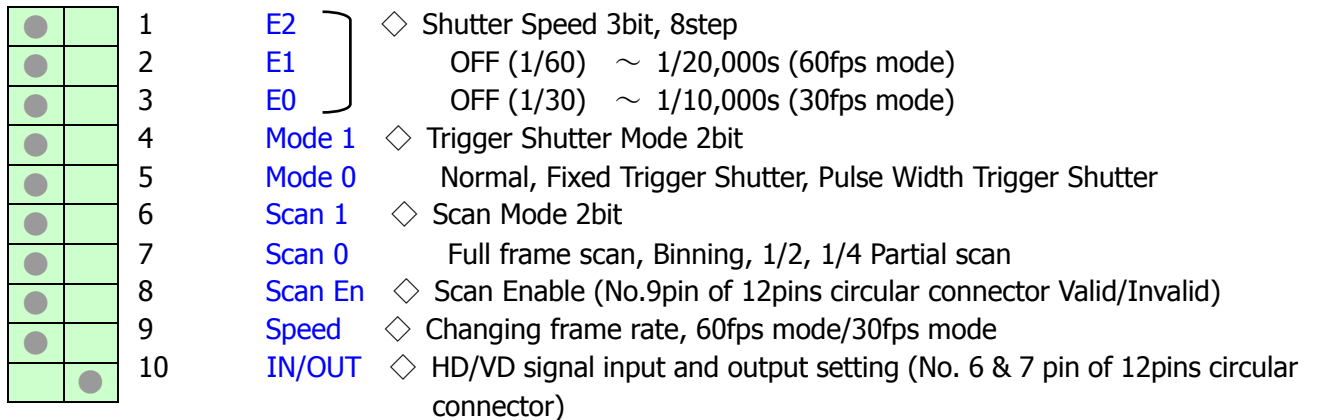 1 E2 ◇ Shutter Speed 3bit, 8step
2 E1 OFF (1/60) ～ 1/20,000s (60fps mode)
3 E0 OFF (1/30) ～ 1/10,000s (30fps mode)
4 Mode 1 ◇ Trigger Shutter Mode 2bit
5 Mode 0 Normal, Fixed Trigger Shutter, Pulse Width Trigger Shutter
6 Scan 1 ◇ Scan Mode 2bit
7 Scan 0 Full frame scan, Binning, 1/2, 1/4 Partial scan
8 Scan En ◇ Scan Enable (No.9pin of 12pins circular connector Valid/Invalid)
9 Speed ◇ Changing frame rate, 60fps mode/30fps mode
10 IN/OUT ◇ HD/VD signal input and output setting (No. 6 & 7 pin of 12pins circular
connector)